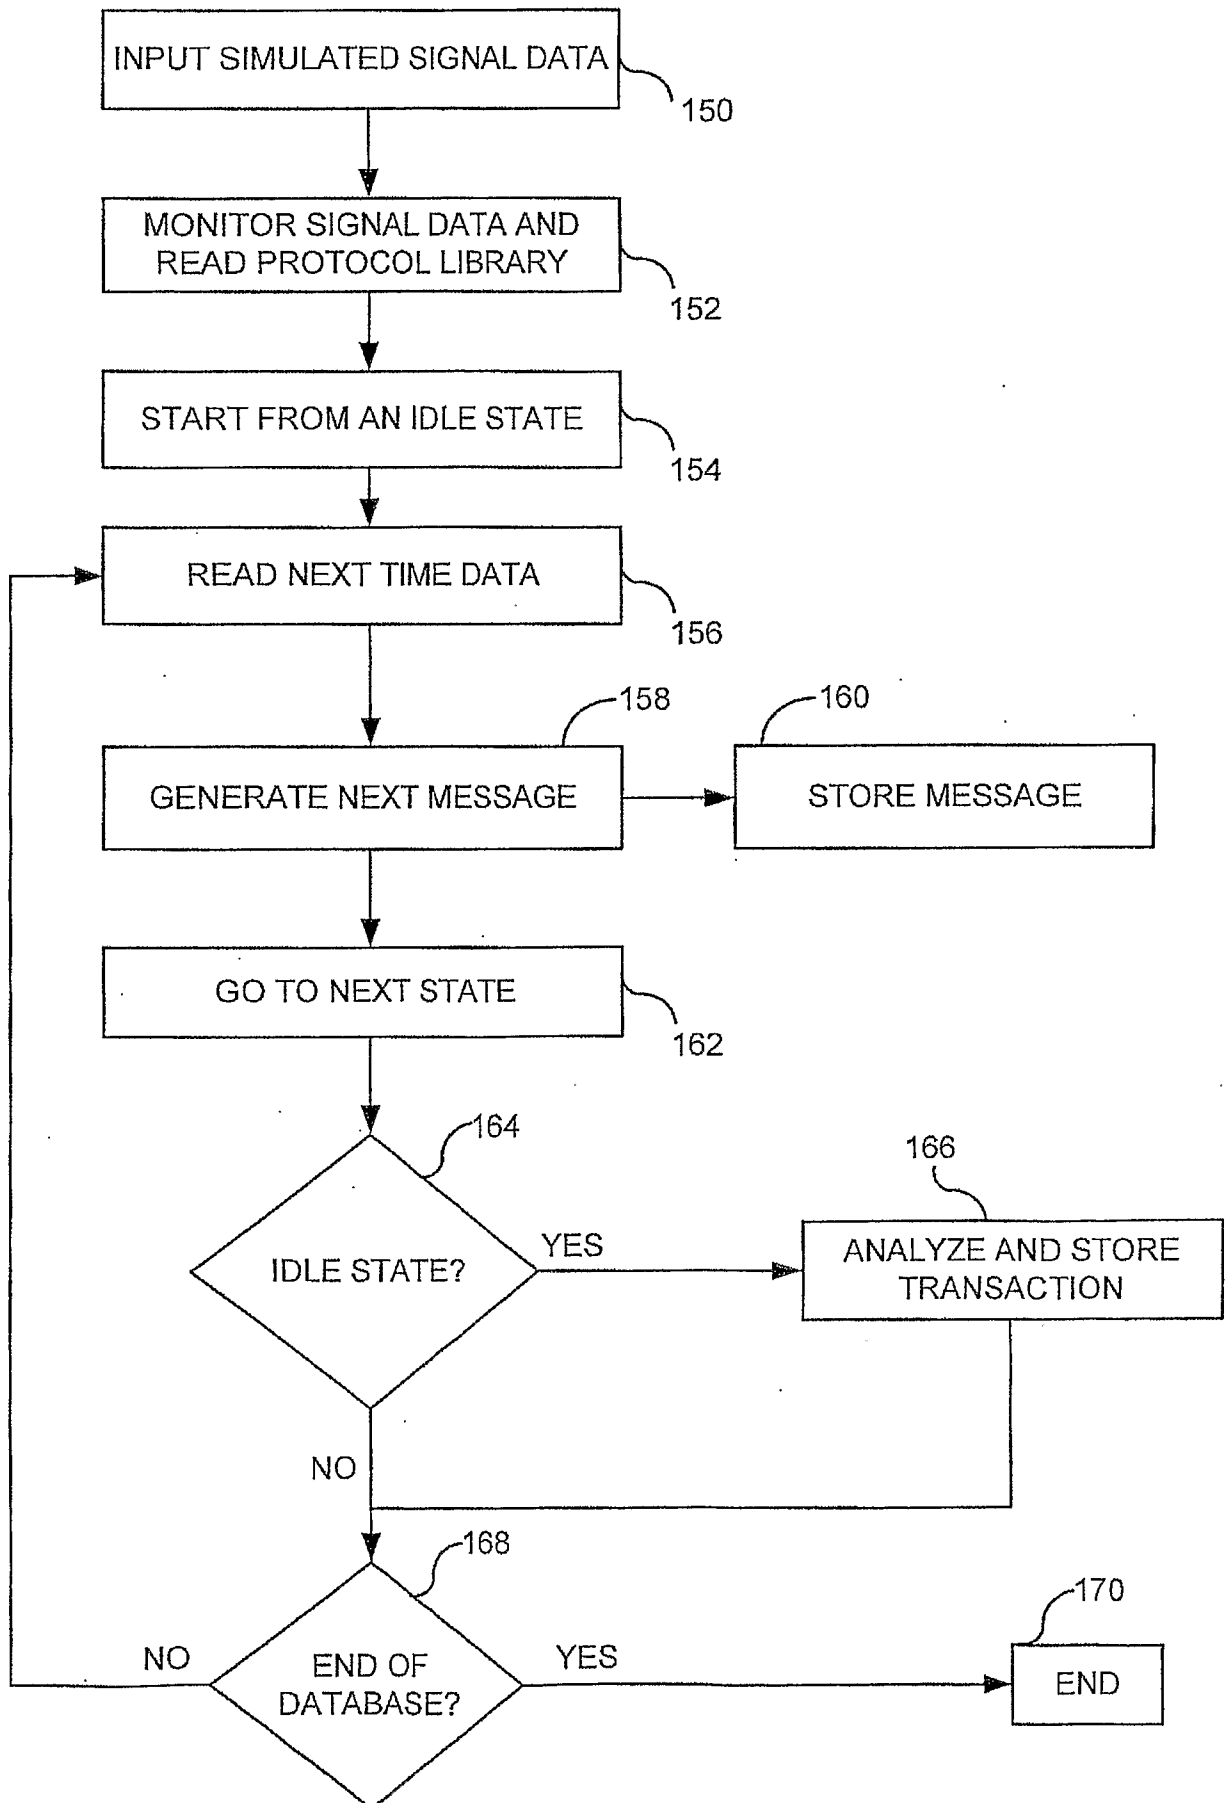 INPUT SIMULATED SIGNAL DATA
150
MONITOR SIGNAL DATA AND
READ PROTOCOL LIBRARY
152
START FROM AN IDLE STATE
154
READ NEXT TIME DATA
156
158
160
GENERATE NEXT MESSAGE
STORE MESSAGE
GO TO NEXT STATE
162
164
166
IDLE STATE?
YES
ANALYZE AND STORE
TRANSACTION
NO
168
170
NO
END OF
DATABASE?
YES
END